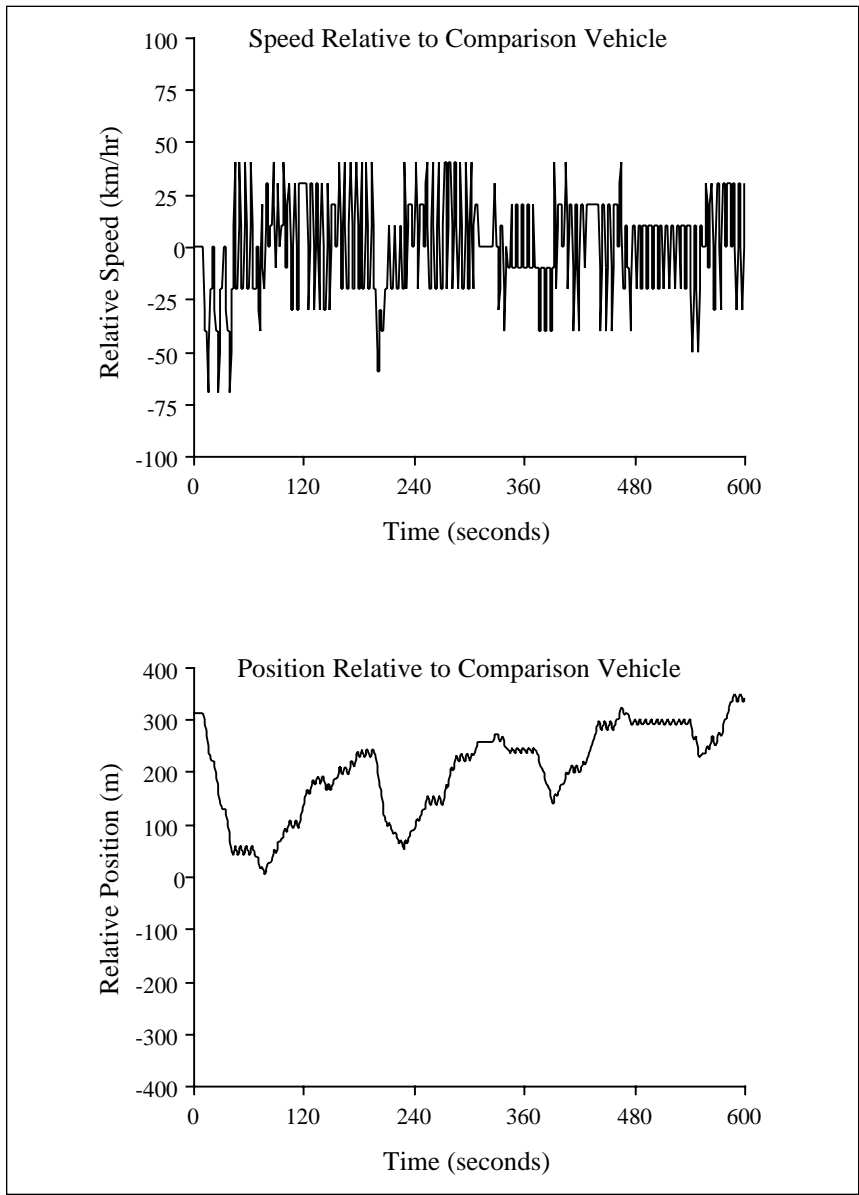 Speed Relative to Comparison Vehicle
100
75
50
25
0
-25
-50
-75
-100
Relative Speed (km/hr)
0 120 240 360 480 600
Time (seconds)
Position Relative to Comparison Vehicle
400
300
200
100
0
-100
-200
-300
-400
Relative Position (m)
0 120 240 360 480 600
Time (seconds)